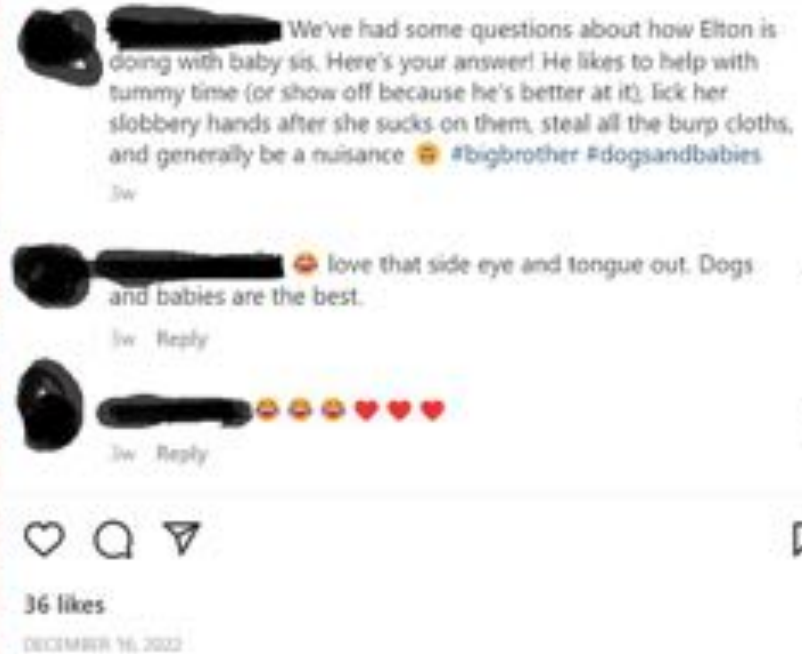 We've had some questions about how Elton is
doing with baby sis. Here's your answer! He likes to help with
tummy time (or show off because he's better at it), lick her
slobbery hands after she sucks on them, steal all the burp cloths,
and generally be a nuisance #bigbrother #dogsandbabies
3w
😂 love that side eye and tongue out. Dogs
and babies are the best.
3w Reply
😂😂😂❤️❤️❤️
3w Reply
36 likes
DECEMBER 16, 2022